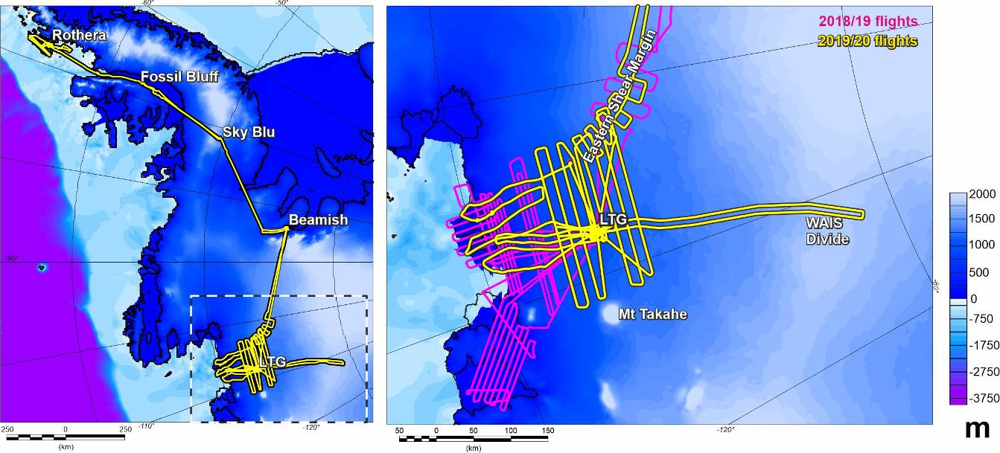 -60°
-50°
Rothera
Fossil Bluff
Sky Blu
Beamish
-90°
LTG
-110°
-120°
250 0 250
(km)
2018/19 flights
2019/20 flights
Eastern Shear Margin
LTG
WAIS
Divide
Mt Takahe
-80°
-120°
50 0 50 100 150
(km)
2000
1500
1000
500
0
-750
-1750
-2750
-3750
m